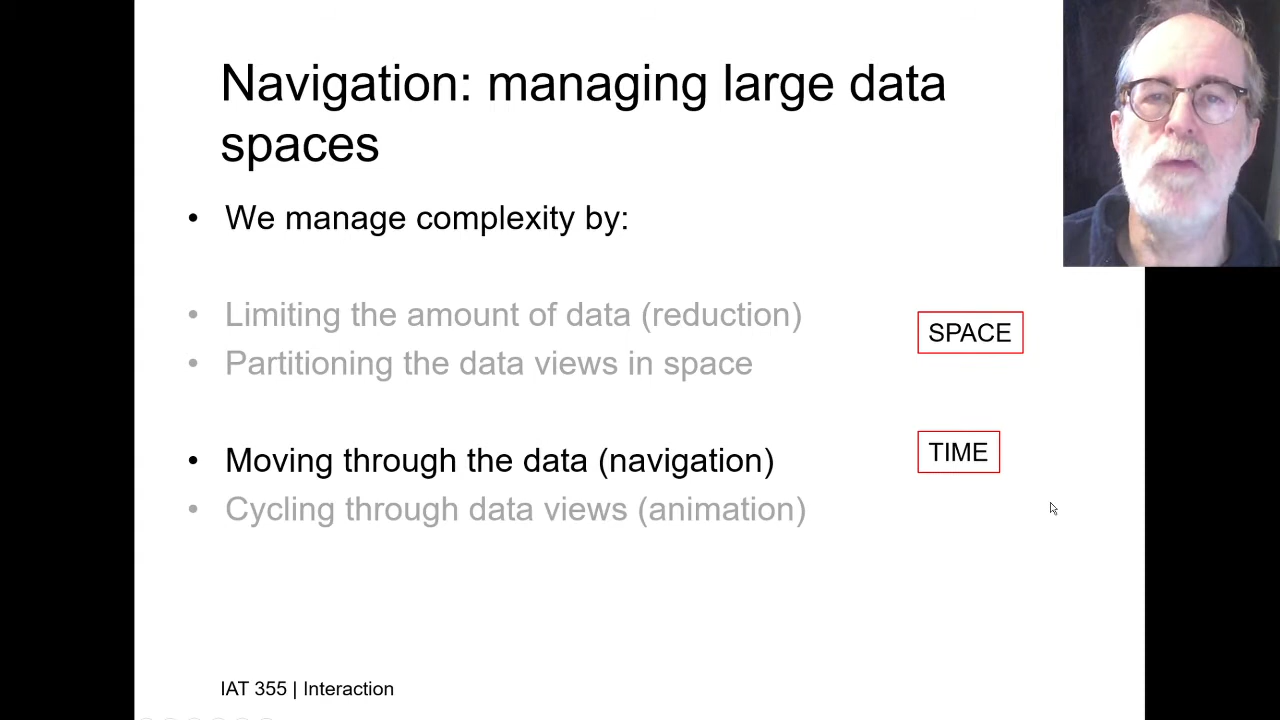 Navigation: managing large data
spaces
• We manage complexity by:
• Limiting the amount of data (reduction)
• Partitioning the data views in space
SPACE
• Moving through the data (navigation)
TIME
• Cycling through data views (animation)
IAT 355 | Interaction